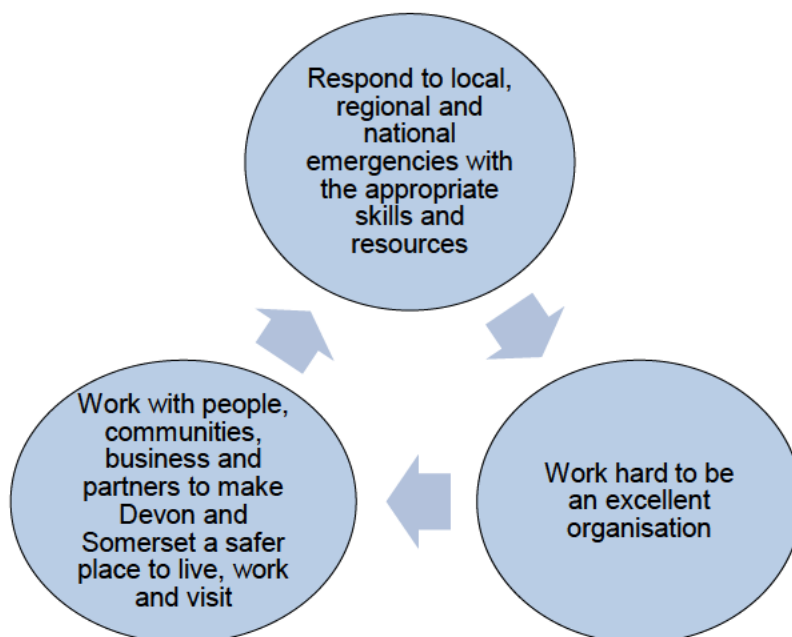 Respond to local,
regional and
national
emergencies with
the appropriate
skills and
resources
Work with people,
communities,
business and
partners to make
Devon and
Somerset a safer
place to live, work
and visit
Work hard to be
an excellent
organisation